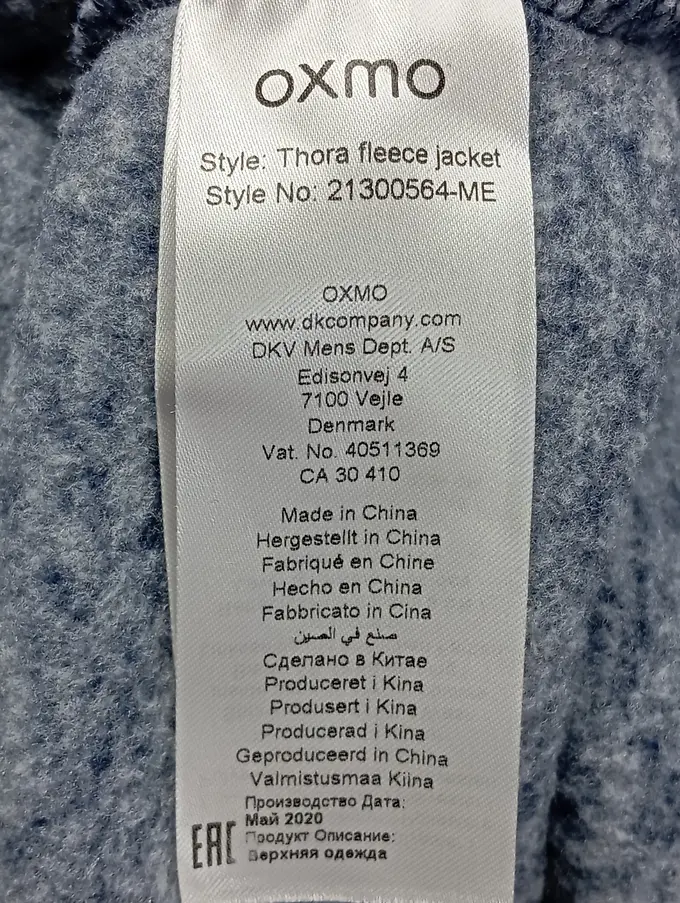 oxmo
Style: Thora fleece jacket
Style No: 21300564-ME
OXMO
www.dkcompany.com
DKV Mens Dept. A/S
Edisonvej 4
7100 Vejle
Denmark
Vat. No. 40511369
CA 30 410
Made in China
Hergestellt in China
Fabriqué en Chine
Hecho en China
Fabbricato in Cina
صنع في الصين
Сделано в Китае
Produceret i Kina
Produsert i Kina
Producerad i Kina
Geproduceerd in China
Valmistusmaa Kiina
Производство Дата:
Май 2020
Продукт Описание:
Верхняя одежда
EAC